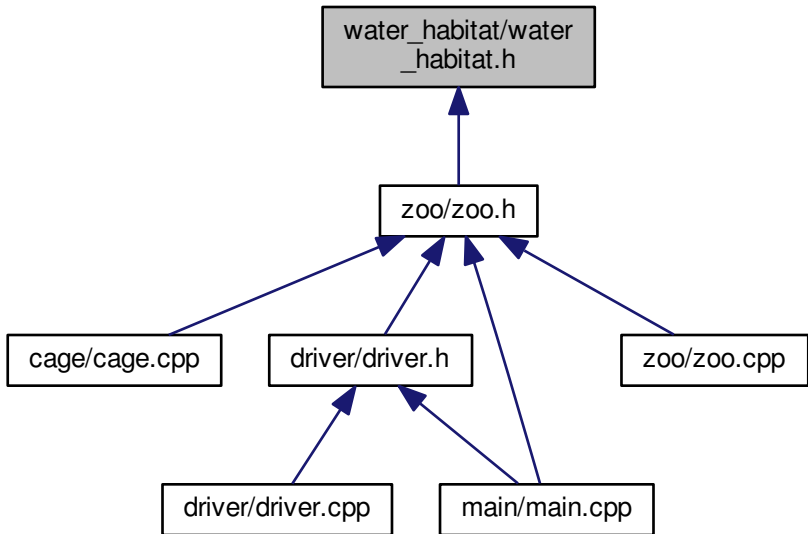 water_habitat/water
_habitat.h
zoo/zoo.h
cage/cage.cpp
driver/driver.h
zoo/zoo.cpp
driver/driver.cpp
main/main.cpp